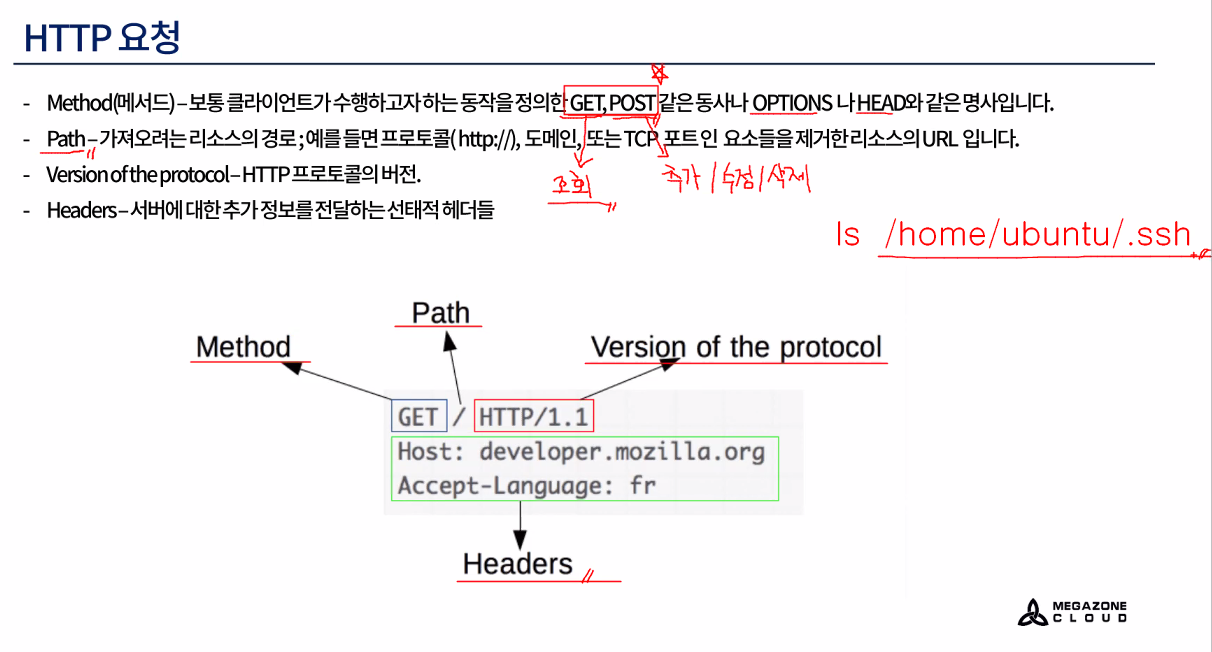 HTTP 요청
- Method(메서드) – 보통 클라이언트가 수행하고자 하는 동작을 정의한 GET, POST 같은 동사나 OPTIONS 나 HEAD와 같은 명사입니다.
- Path – 가져오려는 리소스의 경로; 예를 들면 프로토콜( http://), 도메인, 또는 TCP 포트인 요소들을 제거한 리소스의 URL 입니다.
- Version of the protocol – HTTP 프로토콜의 버전.
조회
추가/수정/삭제
- Headers – 서버에 대한 추가 정보를 전달하는 선택적 헤더들
ls /home/ubuntu/.ssh
Path
Method
Version of the protocol
GET / HTTP/1.1
Host: developer.mozilla.org
Accept-Language: fr
Headers
MEGAZONE
CLOUD